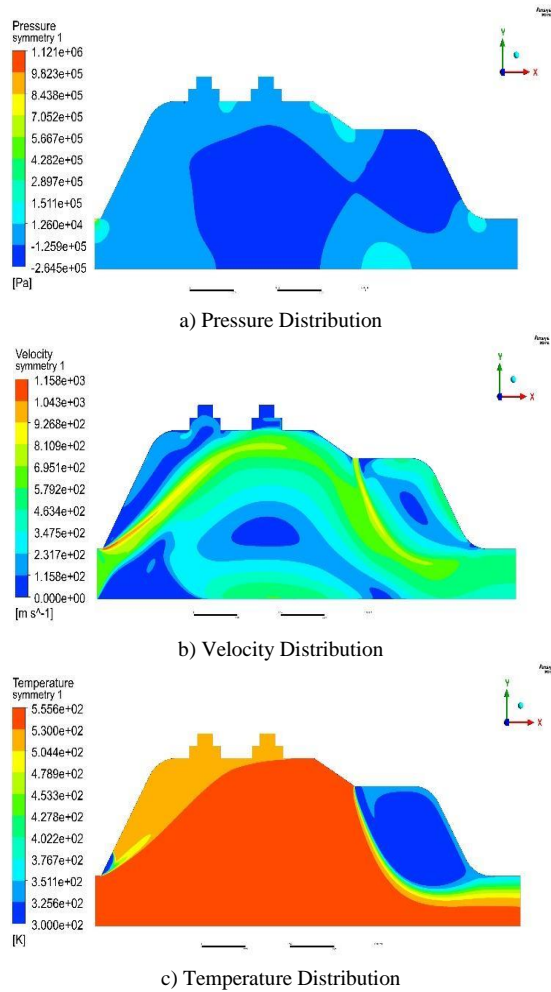 Pressure
symmetry 1
1.121e+06
9.823e+05
8.438e+05
7.052e+05
5.667e+05
4.282e+05
2.897e+05
1.511e+05
1.260e+04
-1.259e+05
-2.645e+05
[Pa]
Y
X
a) Pressure Distribution
Velocity
symmetry 1
1.158e+03
1.043e+03
9.268e+02
8.109e+02
6.951e+02
5.792e+02
4.634e+02
3.475e+02
2.317e+02
1.158e+02
0.000e+00
[m s^-1]
Y
X
b) Velocity Distribution
Temperature
symmetry 1
5.556e+02
5.300e+02
5.044e+02
4.789e+02
4.533e+02
4.278e+02
4.022e+02
3.767e+02
3.511e+02
3.256e+02
3.000e+02
[K]
Y
X
c) Temperature Distribution